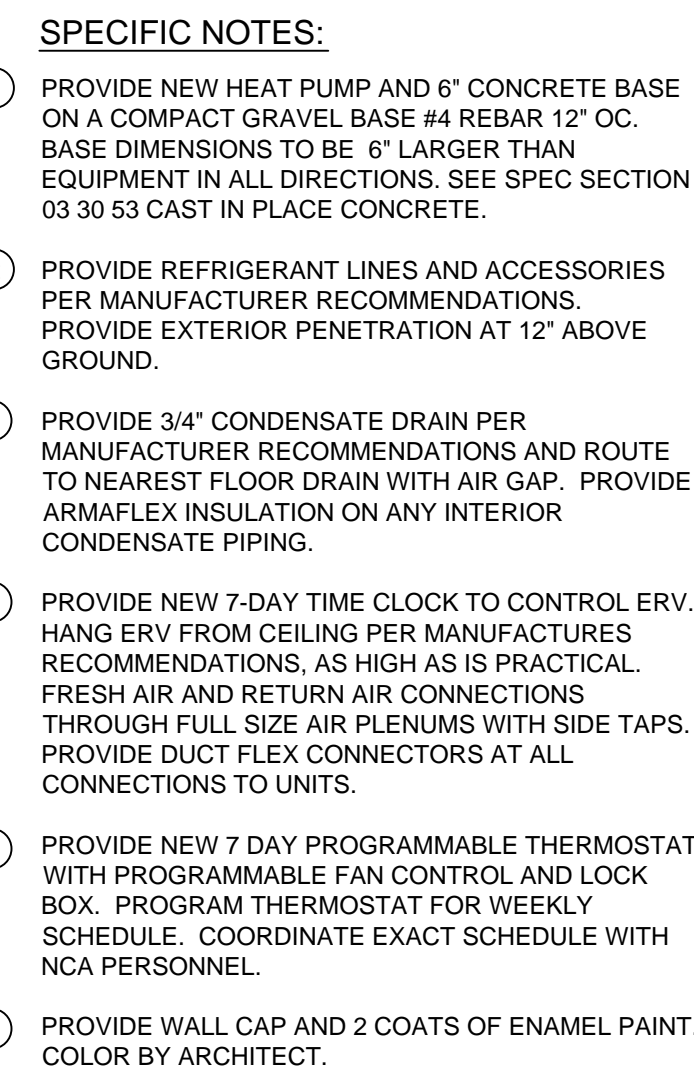 SPECIFIC NOTES:
PROVIDE NEW HEAT PUMP AND 6" CONCRETE BASE
ON A COMPACT GRAVEL BASE #4 REBAR 12" OC.
BASE DIMENSIONS TO BE 6" LARGER THAN
EQUIPMENT IN ALL DIRECTIONS. SEE SPEC SECTION
03 30 53 CAST IN PLACE CONCRETE.
PROVIDE REFRIGERANT LINES AND ACCESSORIES
PER MANUFACTURER RECOMMENDATIONS.
PROVIDE EXTERIOR PENETRATION AT 12" ABOVE
GROUND.
PROVIDE 3/4" CONDENSATE DRAIN PER
MANUFACTURER RECOMMENDATIONS AND ROUTE
TO NEAREST FLOOR DRAIN WITH AIR GAP. PROVIDE
ARMAFLEX INSULATION ON ANY INTERIOR
CONDENSATE PIPING.
PROVIDE NEW 7-DAY TIME CLOCK TO CONTROL ERV.
HANG ERV FROM CEILING PER MANUFACTURES
RECOMMENDATIONS, AS HIGH AS IS PRACTICAL.
FRESH AIR AND RETURN AIR CONNECTIONS
THROUGH FULL SIZE AIR PLENUMS WITH SIDE TAPS.
PROVIDE DUCT FLEX CONNECTORS AT ALL
CONNECTIONS TO UNITS.
PROVIDE NEW 7 DAY PROGRAMMABLE THERMOSTAT
WITH PROGRAMMABLE FAN CONTROL AND LOCK
BOX. PROGRAM THERMOSTAT FOR WEEKLY
SCHEDULE. COORDINATE EXACT SCHEDULE WITH
NCA PERSONNEL.
PROVIDE WALL CAP AND 2 COATS OF ENAMEL PAINT.
COLOR BY ARCHITECT.